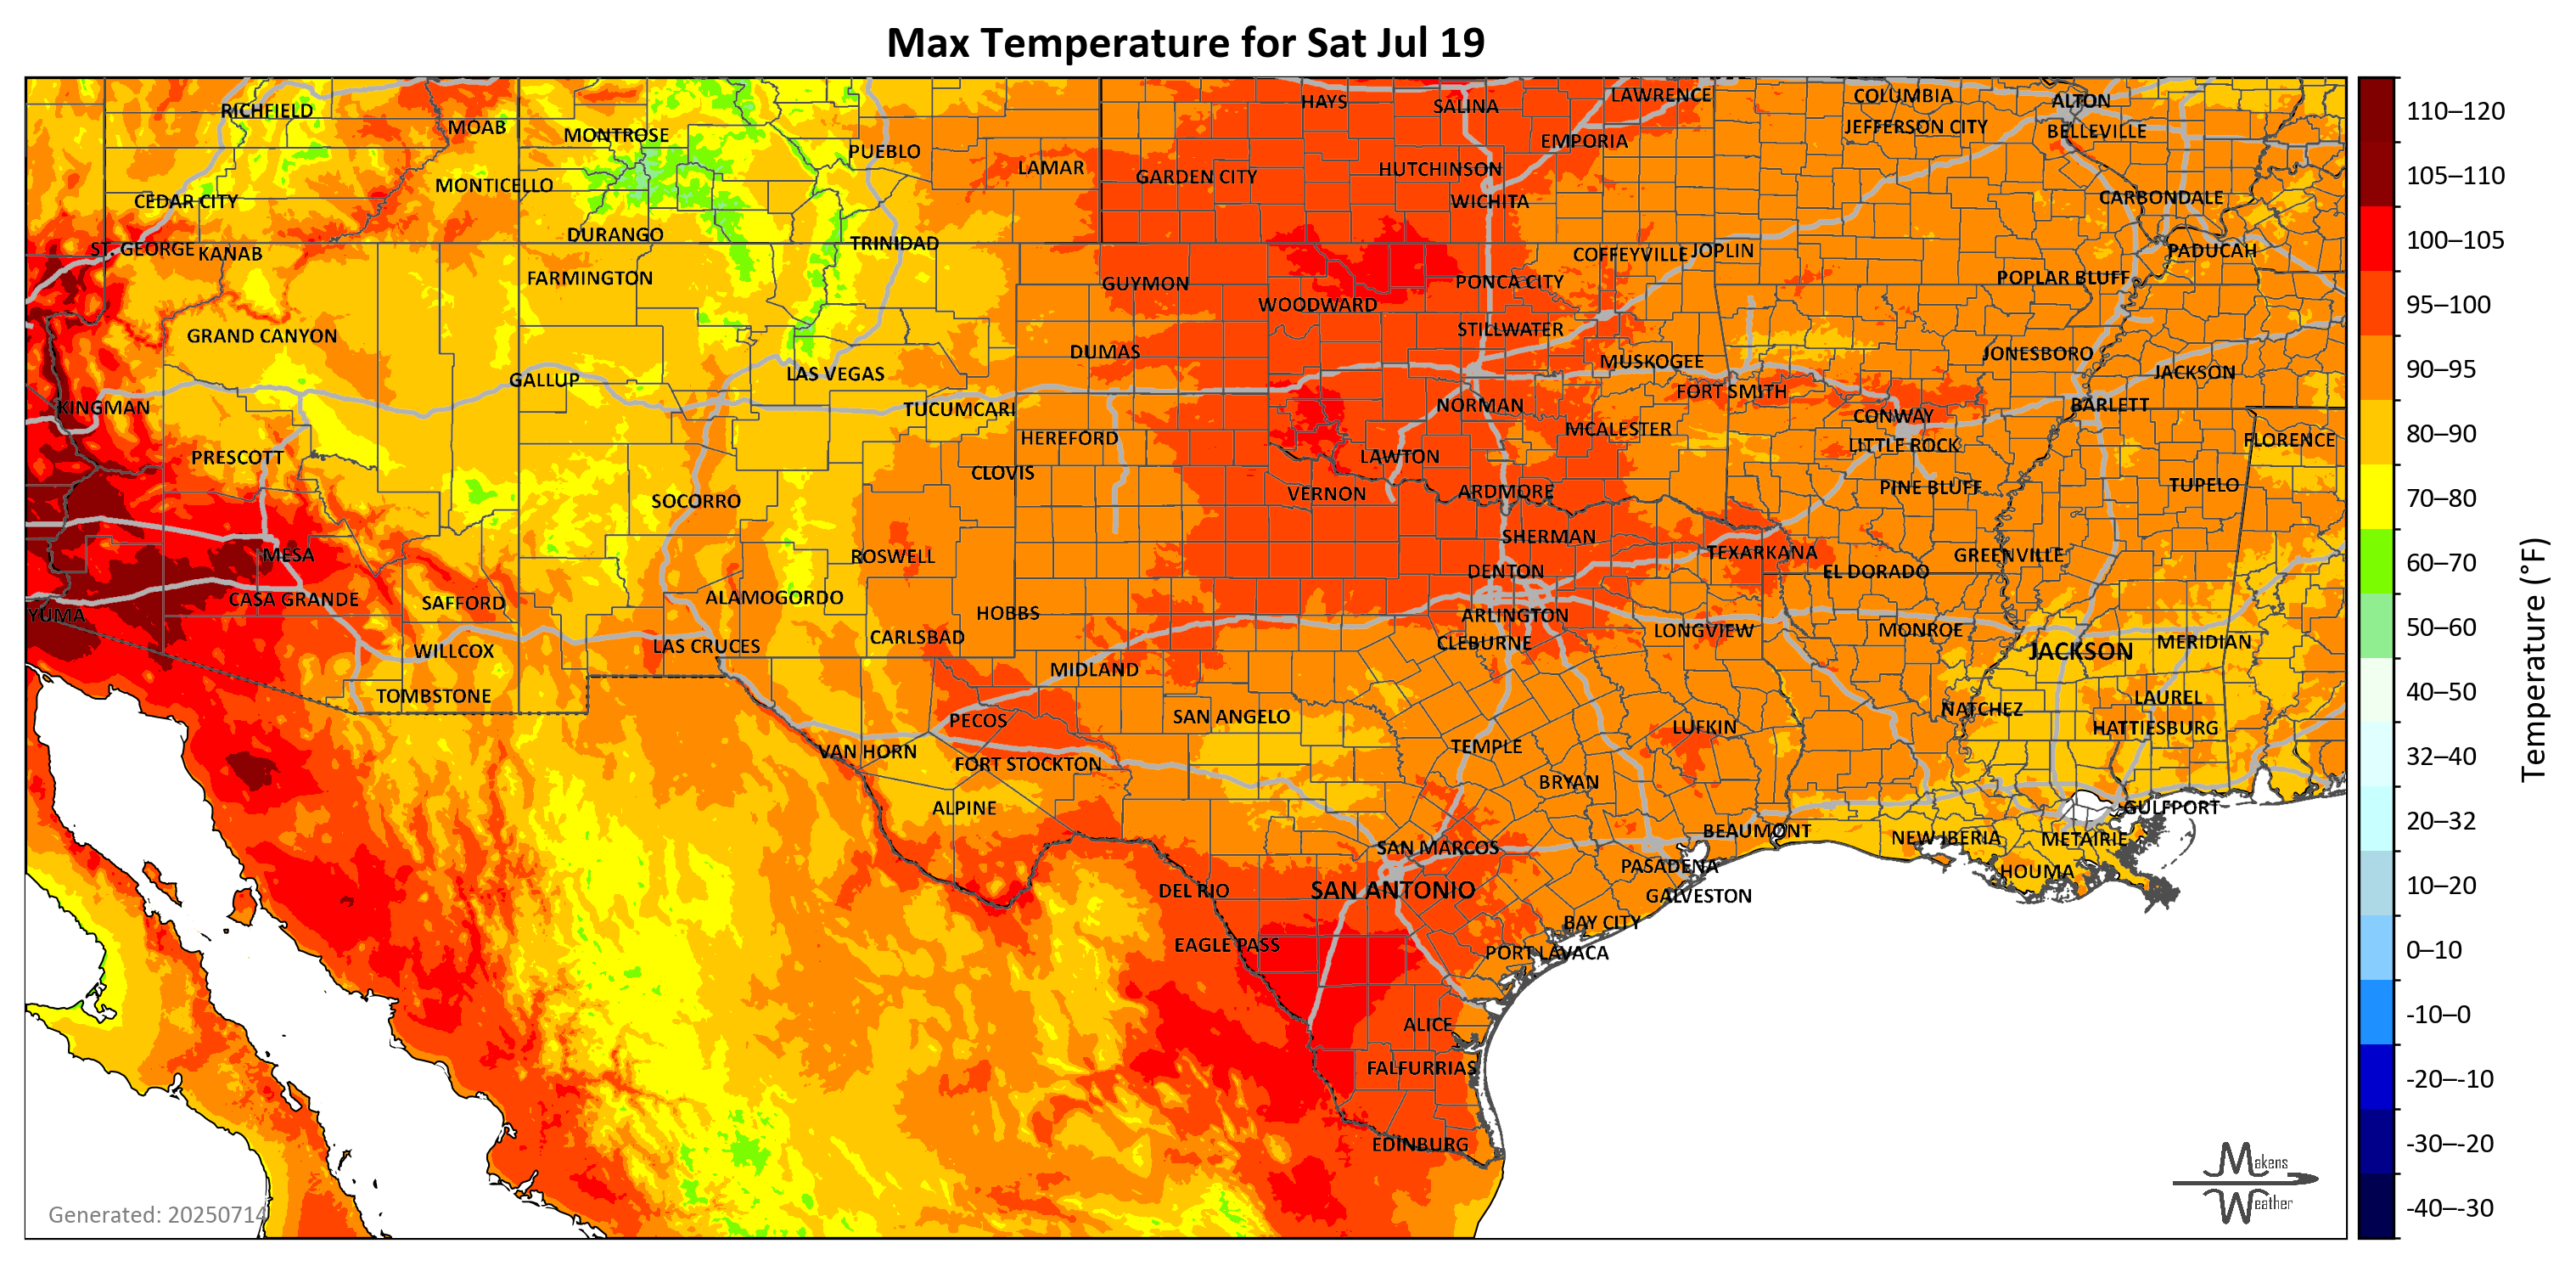 Max Temperature for Sat Jul 19
RICHFIELD
MOAB
MONTROSE
PUEBLO
LAMAR
HAYS
SALINA
LAWRENCE
COLUMBIA
ALTON
EMPORIA
JEFFERSON CITY
BELLEVILLE
MONTICELLO
GARDEN CITY
HUTCHINSON
CEDAR CITY
WICHITA
CARBONDALE
ST. GEORGE
KANAB
DURANGO
TRINIDAD
COFFEYVILLE
JOPLIN
PADUCAH
FARMINGTON
GUYMON
PONCA CITY
POPLAR BLUFF
WOODWARD
GRAND CANYON
STILLWATER
DUMAS
MUSKOGEE
JONESBORO
GALLUP
LAS VEGAS
FORT SMITH
JACKSON
KINGMAN
TUCUMCARI
NORMAN
CONWAY
BARLETT
HEREFORD
MCALESTER
LITTLE ROCK
FLORENCE
PRESCOTT
CLOVIS
LAWTON
SOCORRO
VERNON
ARDMORE
PINE BLUFF
TUPELO
MESA
ROSWELL
SHERMAN
TEXARKANA
GREENVILLE
DENTON
EL DORADO
CASA GRANDE
SAFFORD
ALAMOGORDO
HOBBS
YUMA
ARLINGTON
WILLCOX
LAS CRUCES
CARLSBAD
CLEBURNE
LONGVIEW
MONROE
JACKSON
MERIDIAN
MIDLAND
TOMBSTONE
PECOS
SAN ANGELO
LUFKIN
NATCHEZ
LAUREL
HATTIESBURG
VAN HORN
FORT STOCKTON
TEMPLE
BRYAN
ALPINE
GULFPORT
SAN MARCOS
BEAUMONT
NEW IBERIA
METAIRIE
DEL RIO
SAN ANTONIO
PASADENA
HOUMA
GALVESTON
BAY CITY
EAGLE PASS
PORT LAVACA
ALICE
FALFURRIAS
EDINBURG
Generated: 20250714
Makens
Weather
110–120
105–110
100–105
95–100
90–95
80–90
70–80
60–70
50–60
40–50
32–40
20–32
10–20
0–10
-10–0
-20–-10
-30–-20
-40–-30
Temperature (°F)